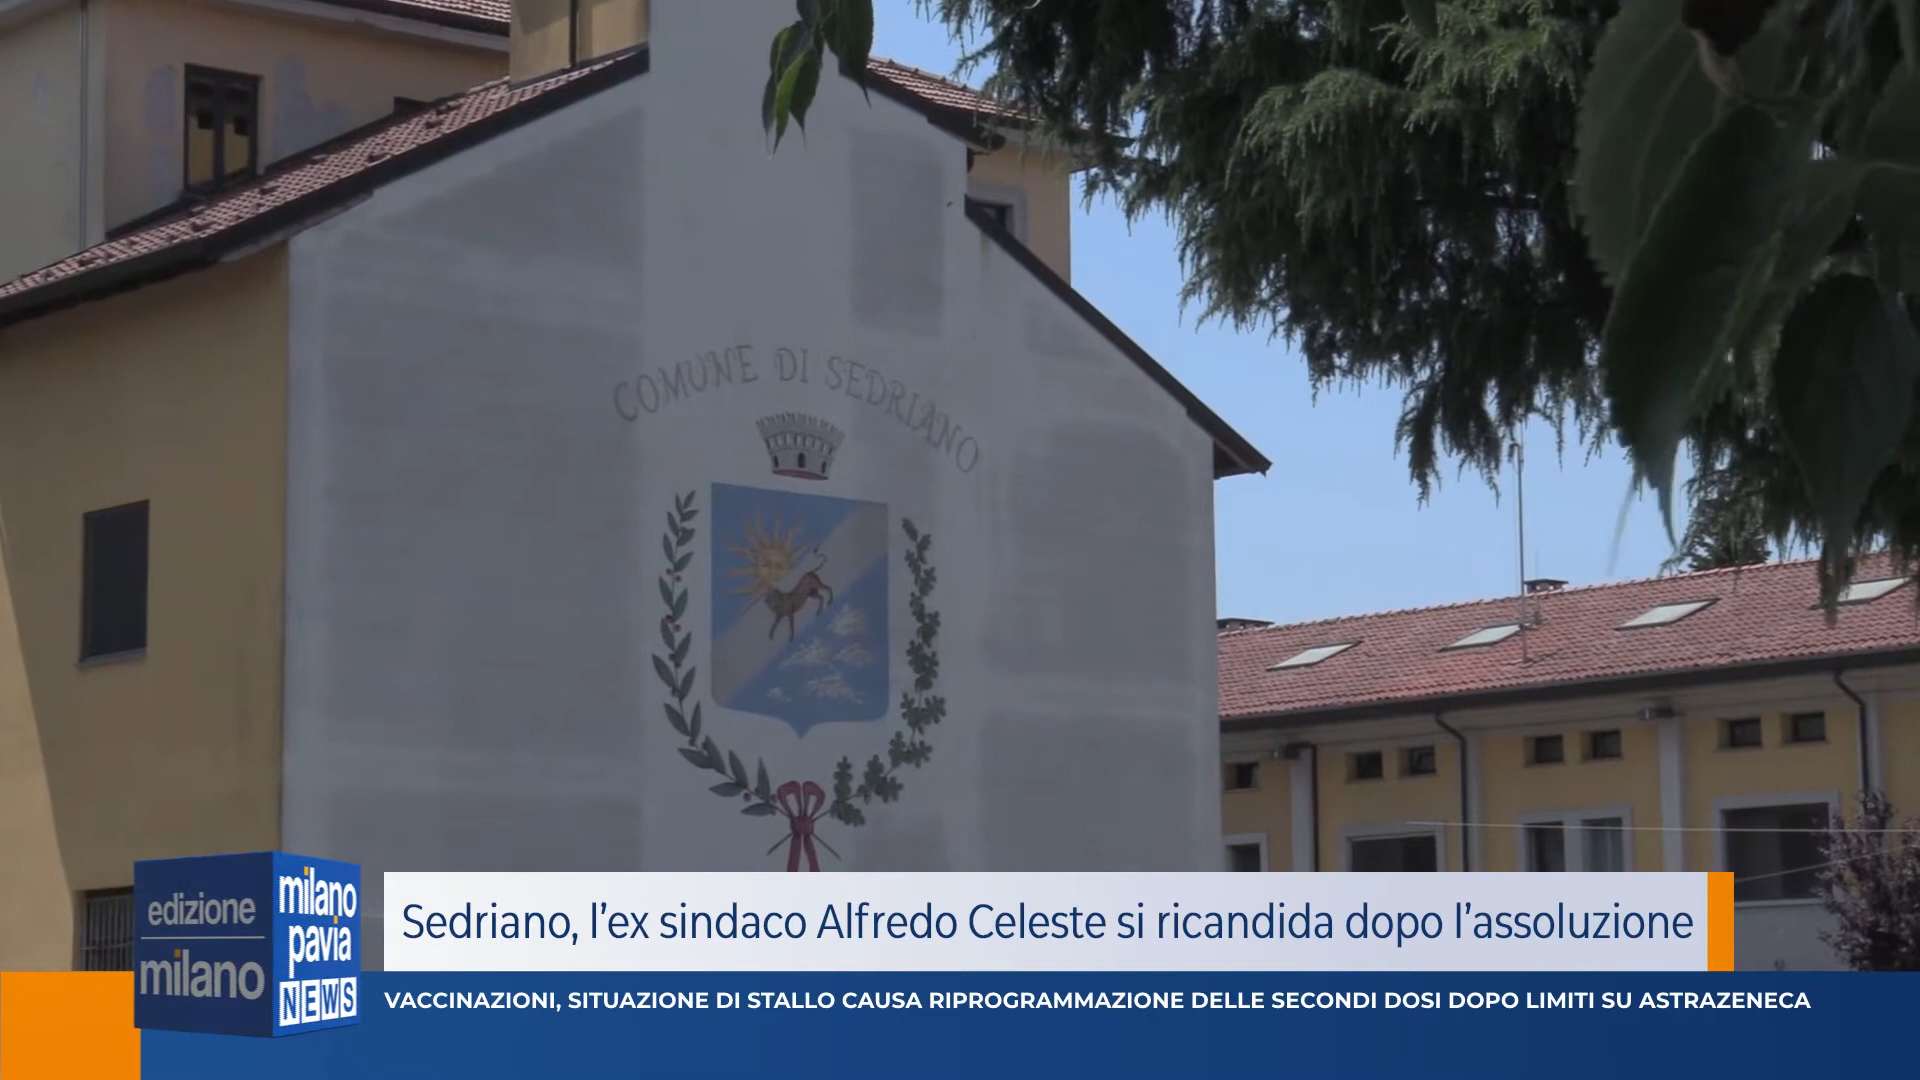 COMUNE DI SEDRIANO
edizione
milano
milano
pavia
NEWS
Sedriano, l'ex sindaco Alfredo Celeste si ricandida dopo l'assoluzione
VACCINAZIONI, SITUAZIONE DI STALLO CAUSA RIPROGRAMMAZIONE DELLE SECONDI DOSI DOPO LIMITI SU ASTRAZENECA